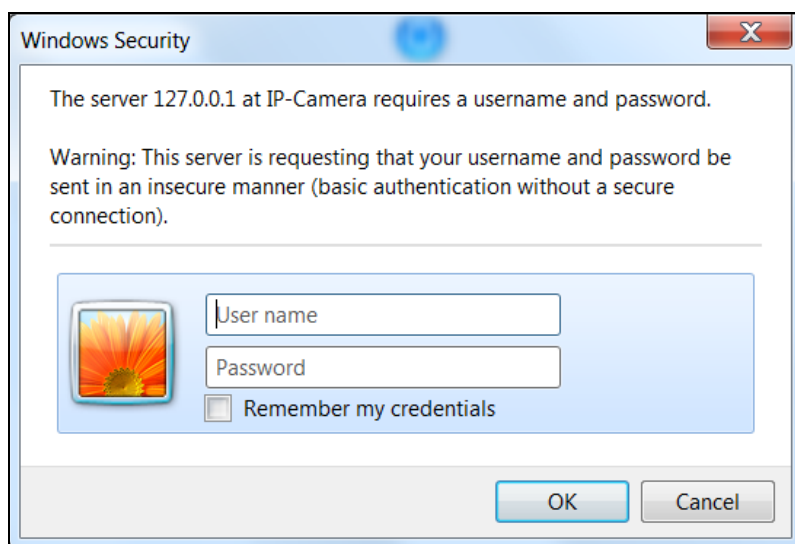 Windows Security
The server 127.0.0.1 at IP-Camera requires a username and password.
Warning: This server is requesting that your username and password be
sent in an insecure manner (basic authentication without a secure
connection).
User name
Password
Remember my credentials
OK Cancel